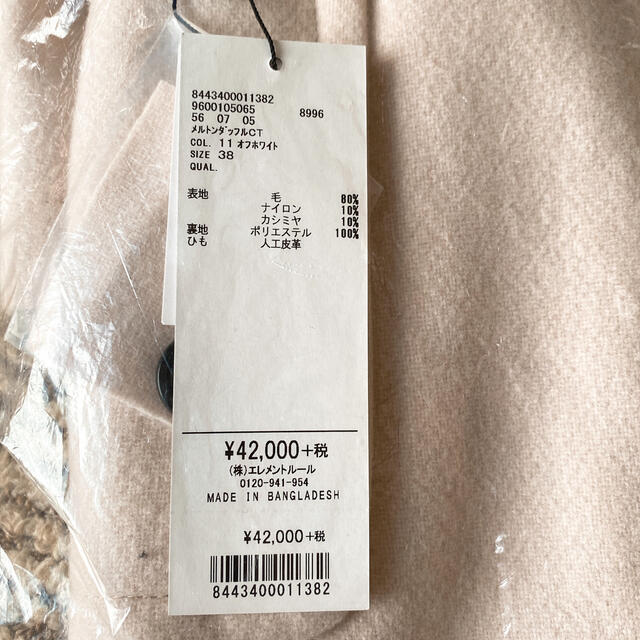 8443400011382
9600105065 8996
56 07 05
メルトンダッフルCT
COL. 11 オフホワイト
SIZE 38
QUAL.
表地 毛 80%
ナイロン 10%
カシミヤ 10%
裏地 ポリエステル 100%
ひも 人工皮革
¥42,000+税
(株)エレメントルール
0120-941-954
MADE IN BANGLADESH
¥42,000+税
8443400011382